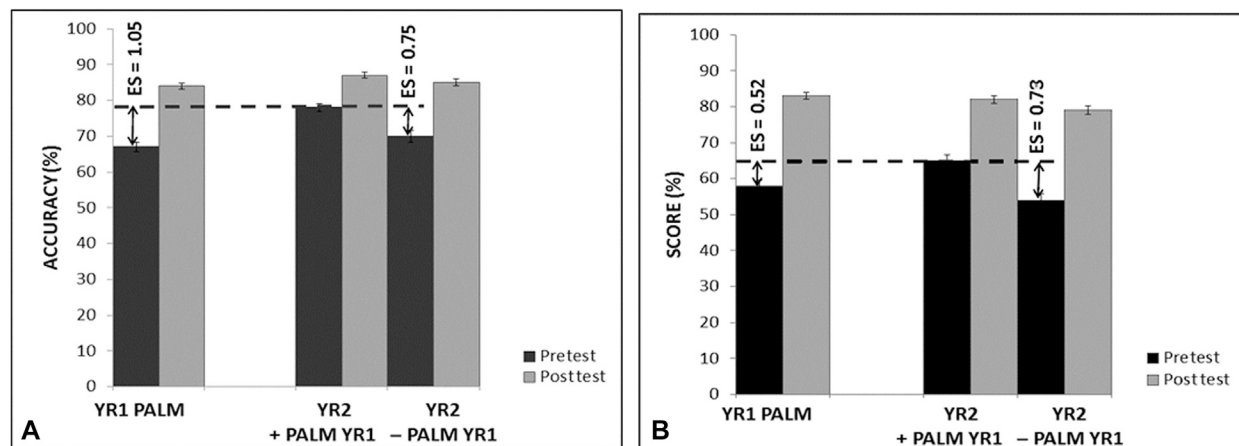 ES = 1.05
ES = 0.75
100
90
80
70
60
50
40
30
20
10
0
ACCURACY (%)
Pretest
Posttest
YR1 PALM
YR2
+ PALM YR1
YR2
– PALM YR1
A
ES = 0.52
ES = 0.73
100
90
80
70
60
50
40
30
20
10
0
SCORE (%)
Pretest
Posttest
YR1 PALM
YR2
+ PALM YR1
YR2
– PALM YR1
B